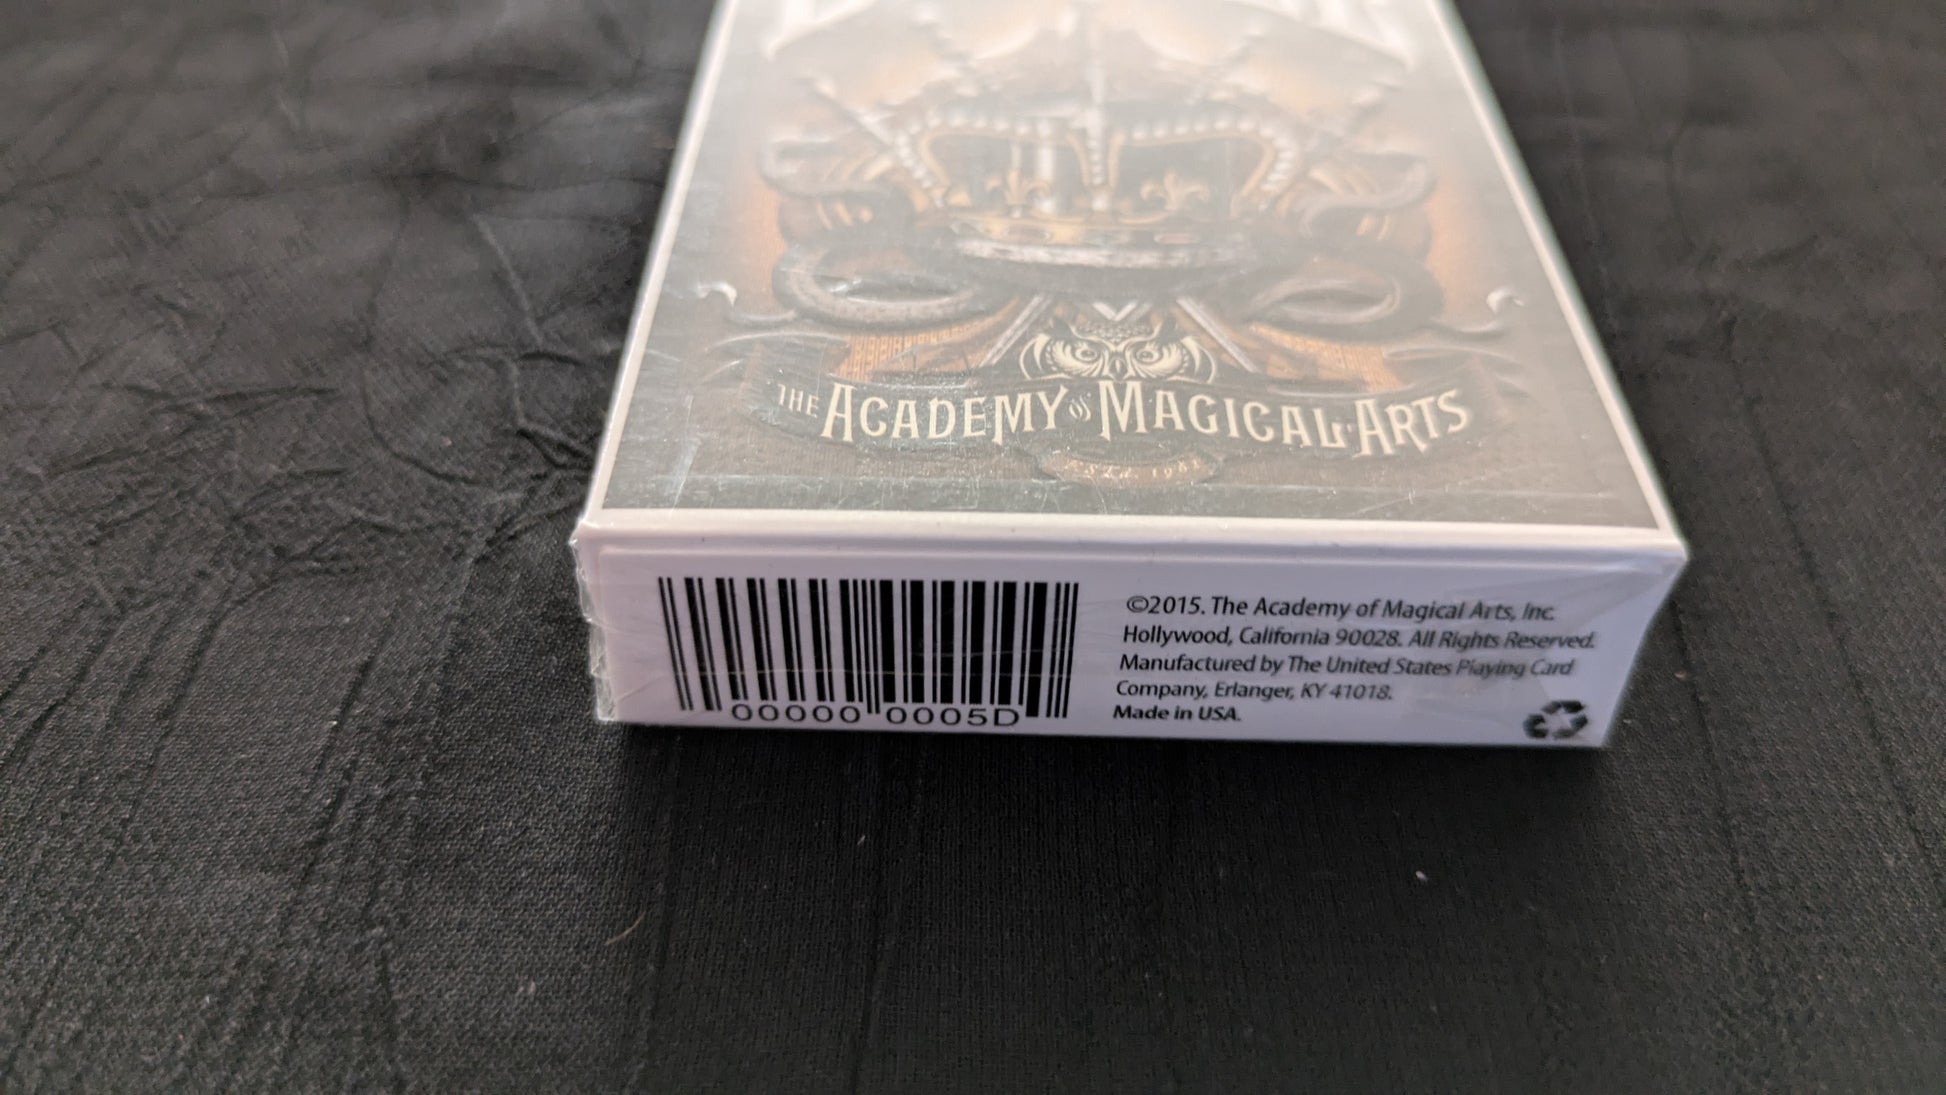 THE ACADEMY of MAGICAL ARTS
00000 0005D
©2015. The Academy of Magical Arts, Inc.
Hollywood, California 90028. All Rights Reserved.
Manufactured by The United States Playing Card
Company, Erlanger, KY 41018.
Made in USA.